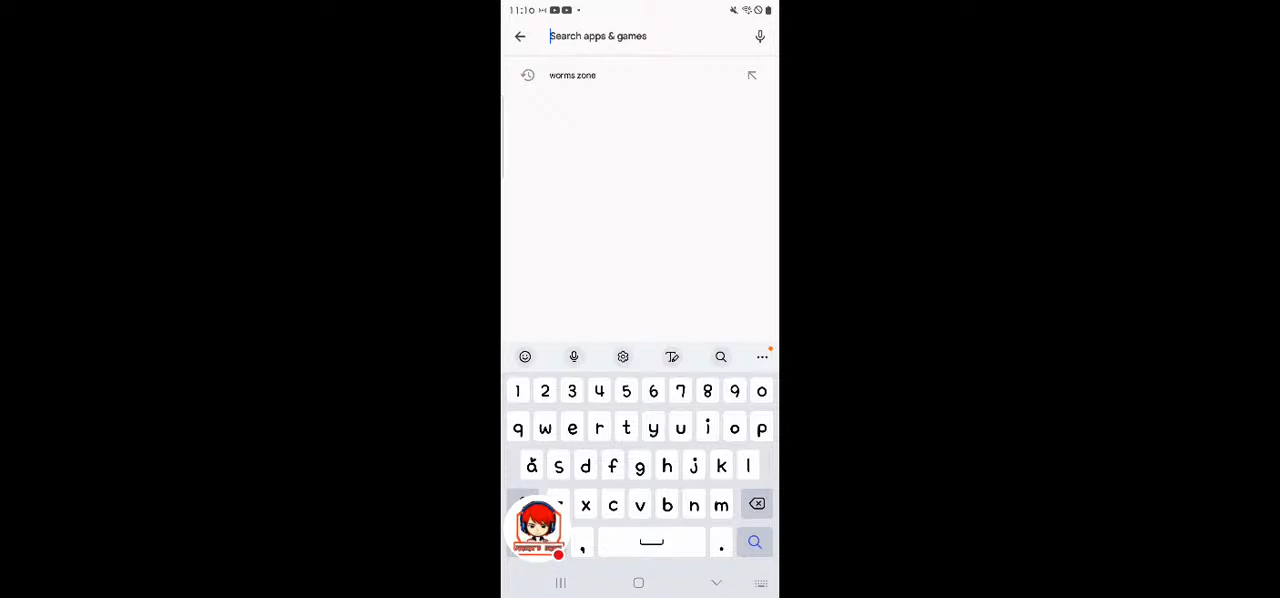 11:10
Search apps & games
worms zone
1 2 3 4 5 6 7 8 9 0
q w e r t y u i o p
a s d f g h j k l
x c v b n m
, .